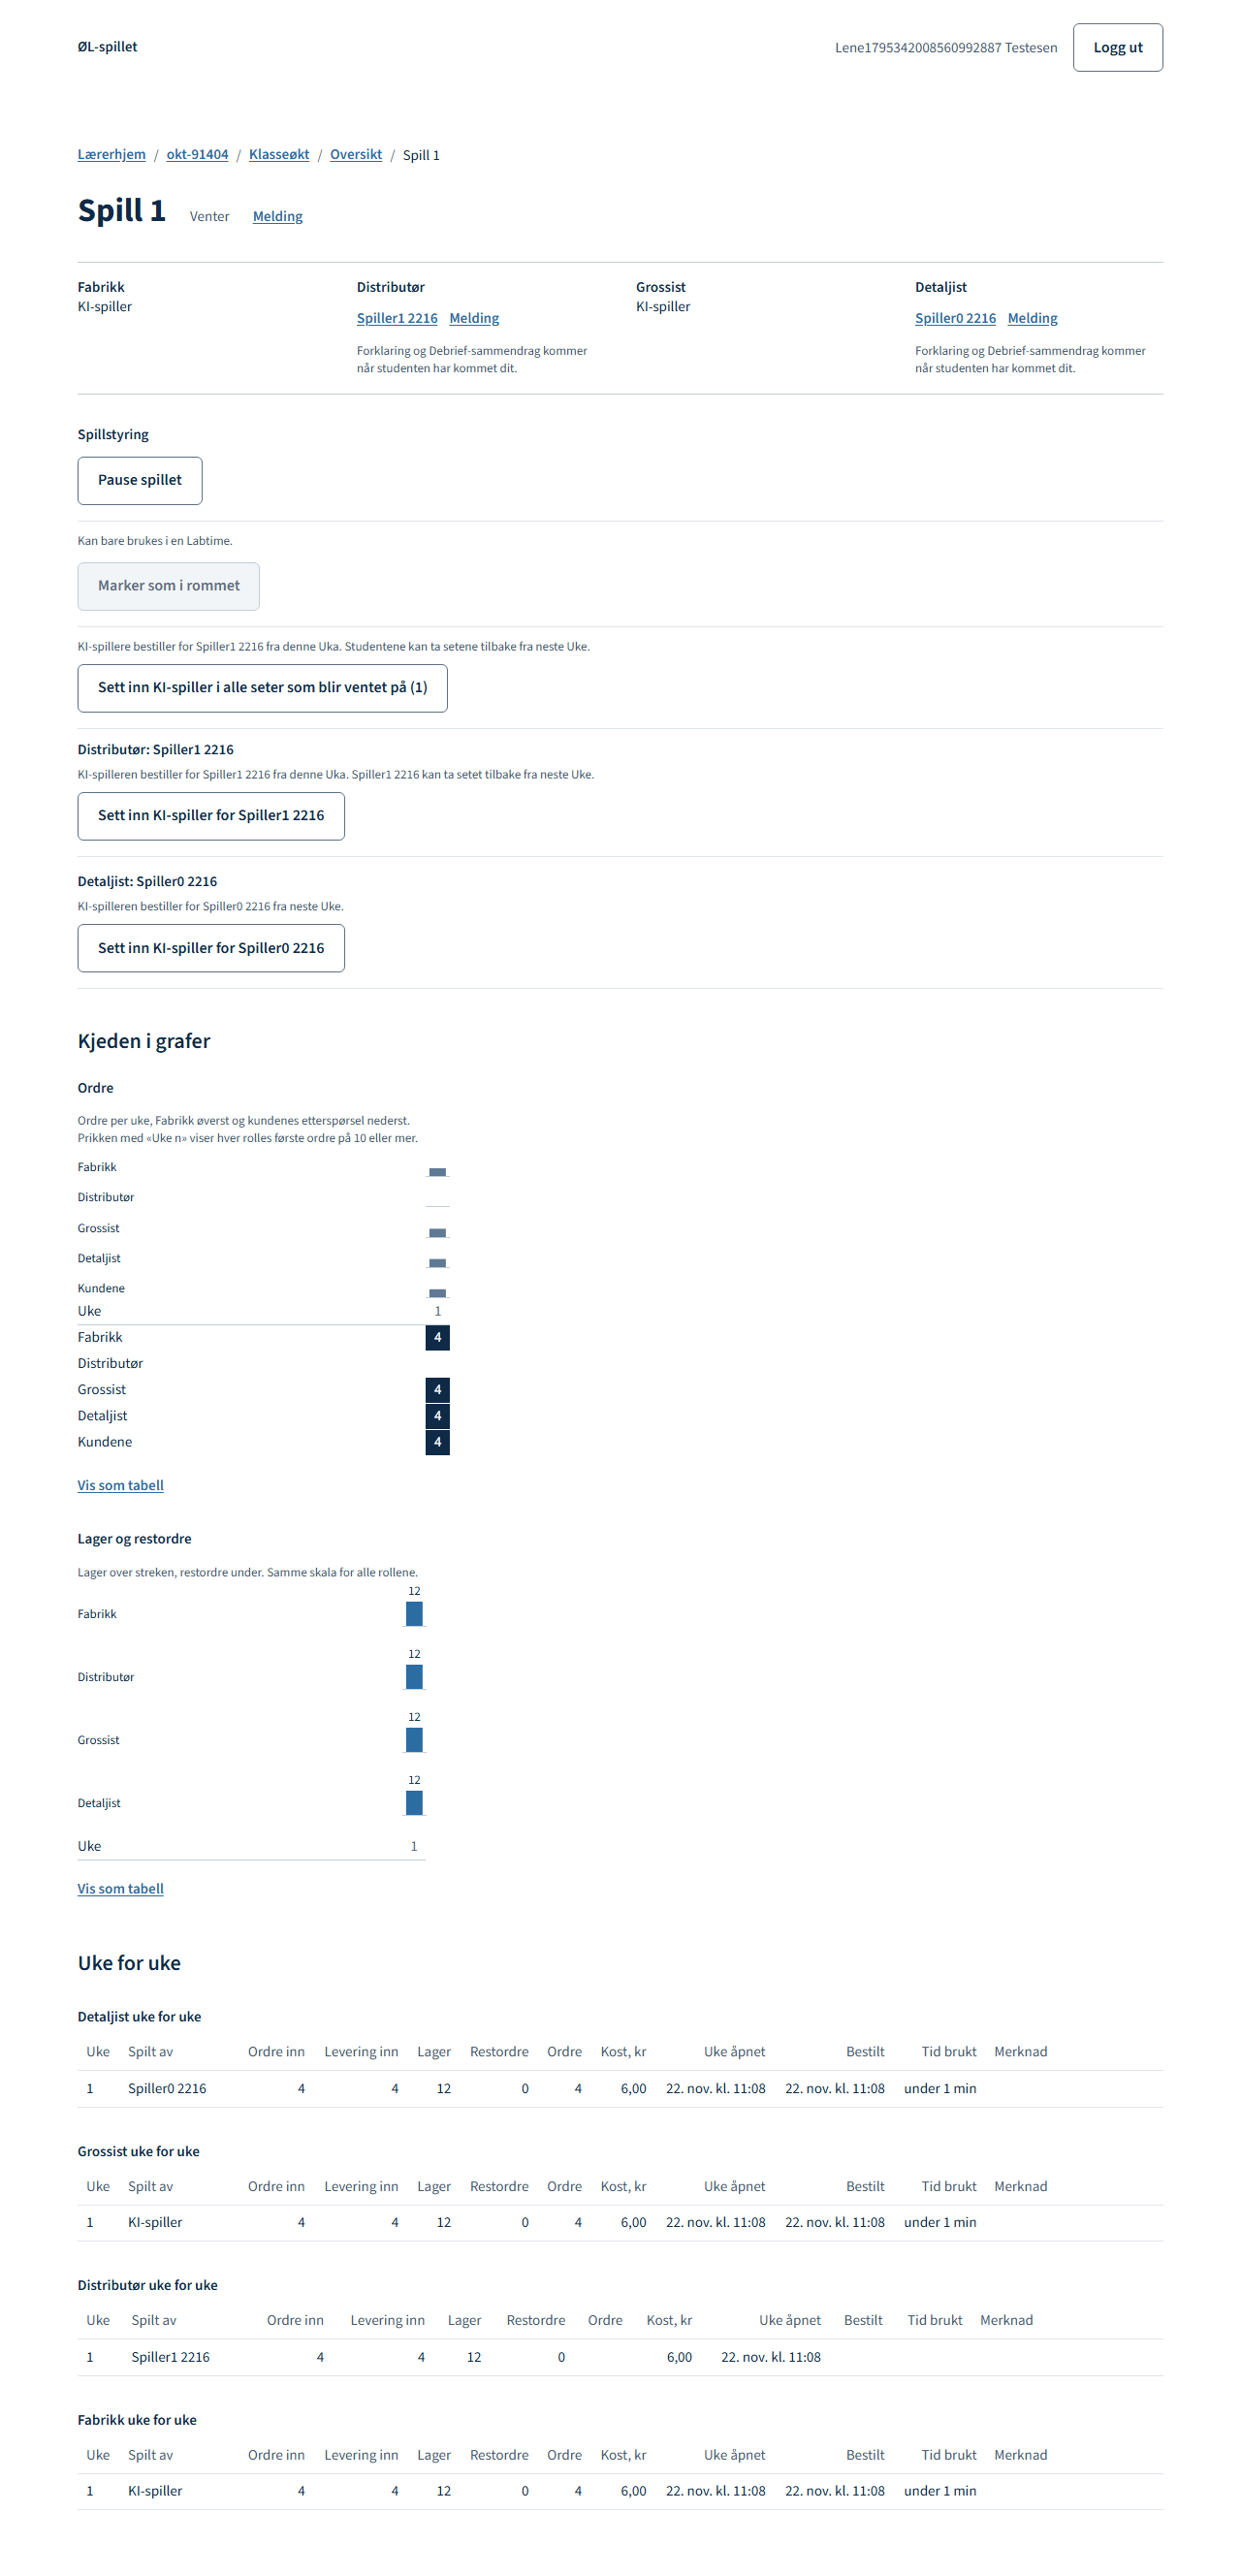 ØL-spillet
Lene1795342008560992887 Testesen
Logg ut
Lærerhjem / okt-91404 / Klasseøkt / Oversikt / Spill 1
Spill 1 Venter Melding
Fabrikk
KI-spiller
Distributør
Spiller1 2216 Melding
Forklaring og Debrief-sammendrag kommer
når studenten har kommet dit.
Grossist
KI-spiller
Detaljist
Spiller0 2216 Melding
Forklaring og Debrief-sammendrag kommer
når studenten har kommet dit.
Spillstyring
Pause spillet
Kan bare brukes i en Labtime.
Marker som i rommet
KI-spillere bestiller for Spiller1 2216 fra denne Uka. Studentene kan ta setene tilbake fra neste Uke.
Sett inn KI-spiller i alle seter som blir ventet på (1)
Distributør: Spiller1 2216
KI-spilleren bestiller for Spiller1 2216 fra denne Uka. Spiller1 2216 kan ta setet tilbake fra neste Uke.
Sett inn KI-spiller for Spiller1 2216
Detaljist: Spiller0 2216
KI-spilleren bestiller for Spiller0 2216 fra neste Uke.
Sett inn KI-spiller for Spiller0 2216
Kjeden i grafer
Ordre
Ordre per uke, Fabrikk øverst og kundenes etterspørsel nederst.
Prikken med «Uke n» viser hver rolles første ordre på 10 eller mer.
Fabrikk
Distributør
Grossist
Detaljist
Kundene
Uke 1
Fabrikk 4
Distributør
Grossist 4
Detaljist 4
Kundene 4
Vis som tabell
Lager og restordre
Lager over streken, restordre under. Samme skala for alle rollene.
12
Fabrikk
12
Distributør
12
Grossist
12
Detaljist
Uke 1
Vis som tabell
Uke for uke
Detaljist uke for uke
Uke Spilt av Ordre inn Levering inn Lager Restordre Ordre Kost, kr Uke åpnet Bestilt Tid brukt Merknad
1 Spiller0 2216 4 4 12 0 4 6,00 22. nov. kl. 11:08 22. nov. kl. 11:08 under 1 min
Grossist uke for uke
Uke Spilt av Ordre inn Levering inn Lager Restordre Ordre Kost, kr Uke åpnet Bestilt Tid brukt Merknad
1 KI-spiller 4 4 12 0 4 6,00 22. nov. kl. 11:08 22. nov. kl. 11:08 under 1 min
Distributør uke for uke
Uke Spilt av Ordre inn Levering inn Lager Restordre Ordre Kost, kr Uke åpnet Bestilt Tid brukt Merknad
1 Spiller1 2216 4 4 12 0 6,00 22. nov. kl. 11:08
Fabrikk uke for uke
Uke Spilt av Ordre inn Levering inn Lager Restordre Ordre Kost, kr Uke åpnet Bestilt Tid brukt Merknad
1 KI-spiller 4 4 12 0 4 6,00 22. nov. kl. 11:08 22. nov. kl. 11:08 under 1 min